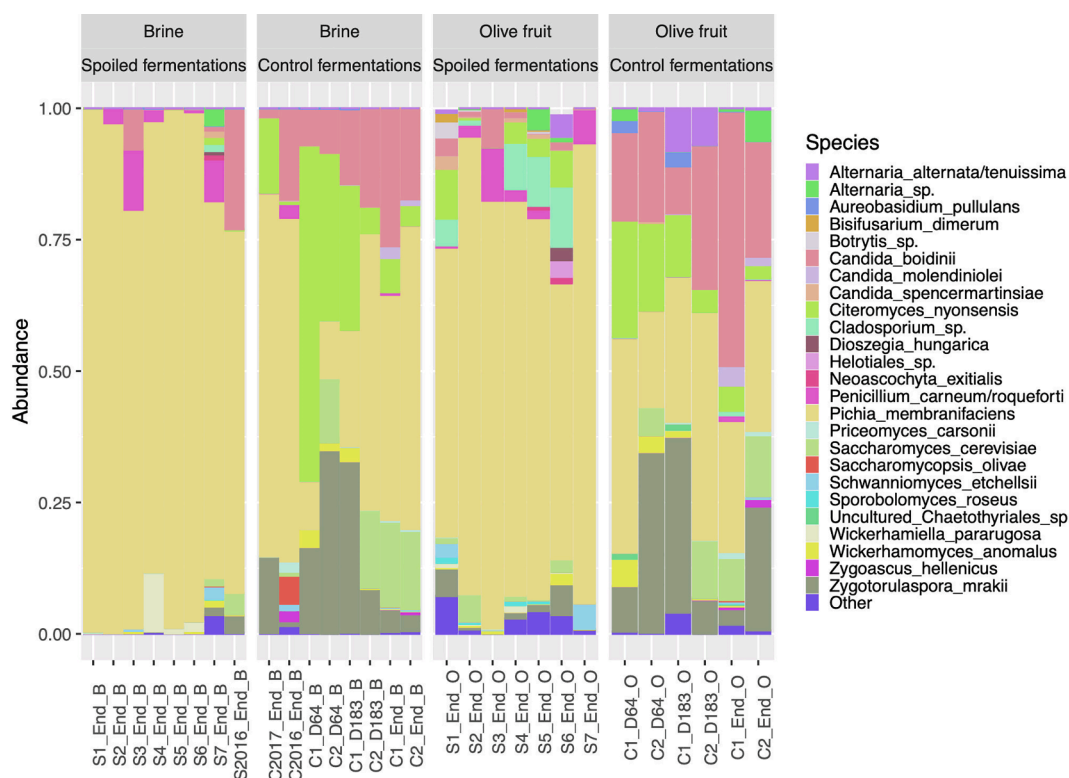 Brine
Brine
Olive fruit
Olive fruit
Spoiled fermentations
Control fermentations
Spoiled fermentations
Control fermentations
1.00
0.75
0.50
0.25
0.00
Abundance
S1_End_B
S2_End_B
S3_End_B
S4_End_B
S5_End_B
S6_End_B
S7_End_B
S2016_End_B
C2017_End_B
C2016_End_B
C1_D64_B
C2_D64_B
C1_D183_B
C2_D183_B
C1_End_B
C2_End_B
S1_End_O
S2_End_O
S3_End_O
S4_End_O
S5_End_O
S6_End_O
S7_End_O
C1_D64_O
C2_D64_O
C1_D183_O
C2_D183_O
C1_End_O
C2_End_O
Species
Alternaria_alternata/tenuissima
Alternaria_sp.
Aureobasidium_pullulans
Bisifusarium_dimerum
Botrytis_sp.
Candida_boidinii
Candida_molendiniolei
Candida_spencermartinsiae
Citeromyces_nyonsensis
Cladosporium_sp.
Dioszegia_hungarica
Helotiales_sp.
Neoascochyta_exitialis
Penicillium_carneum/roqueforti
Pichia_membranifaciens
Priceomyces_carsonii
Saccharomyces_cerevisiae
Saccharomycopsis_olivae
Schwanniomyces_etchellsii
Sporobolomyces_roseus
Uncultured_Chaetothyriales_sp
Wickerhamiella_pararugosa
Wickerhamomyces_anomalus
Zygoascus_hellenicus
Zygotorulaspora_mrakii
Other